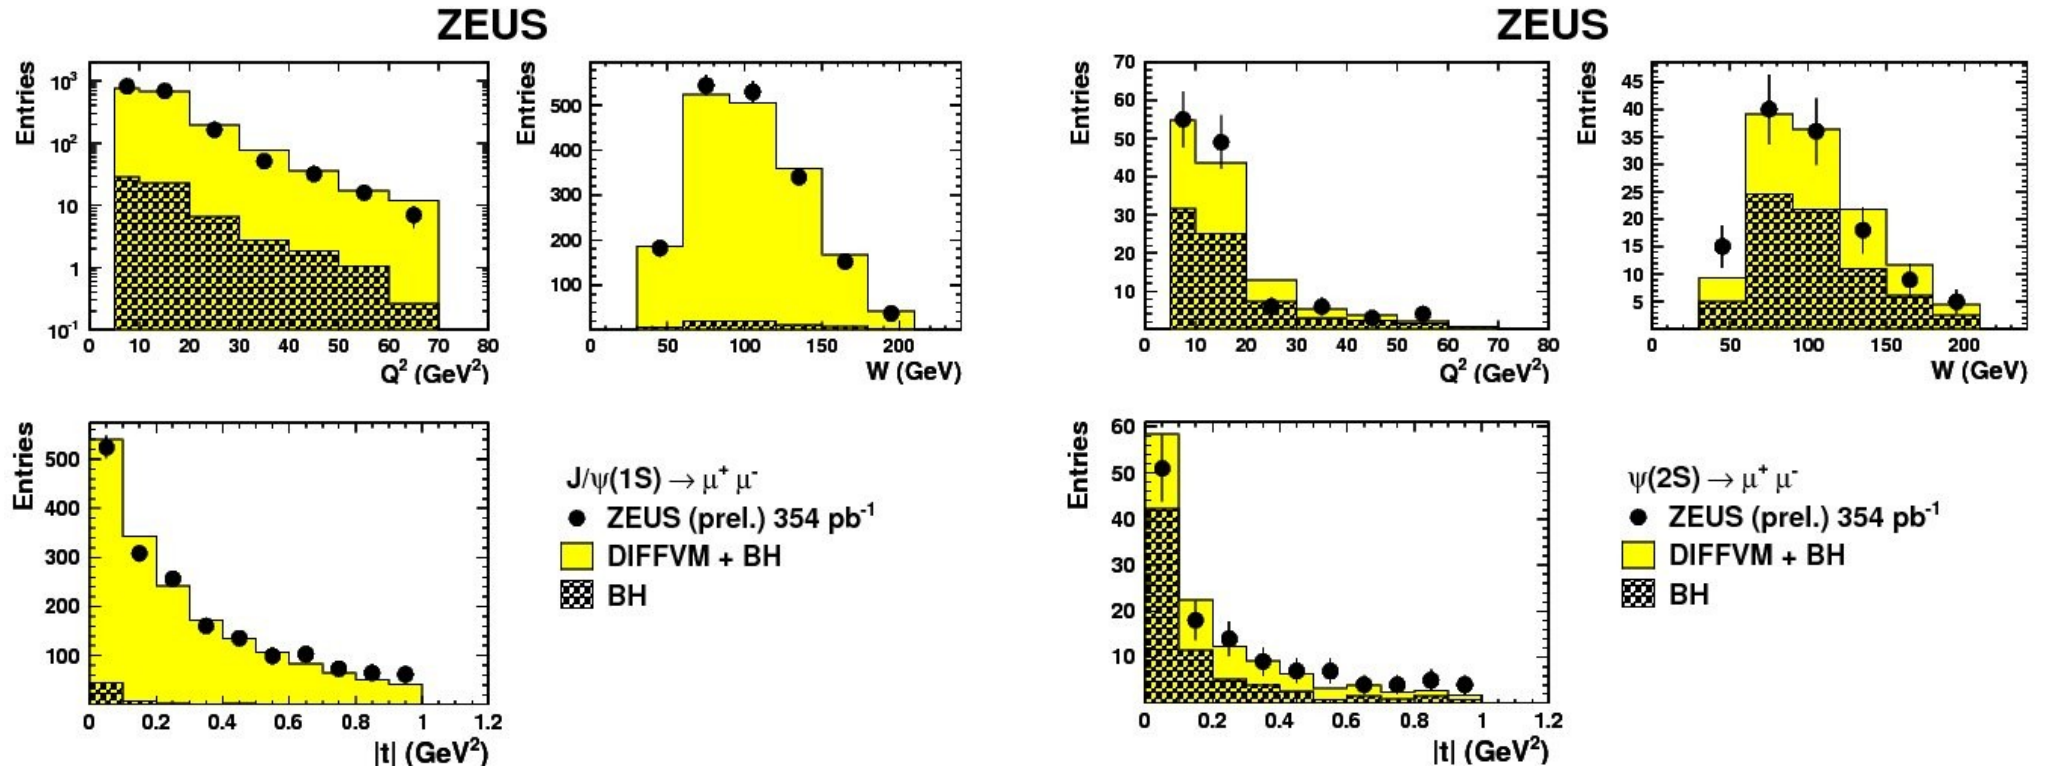 ZEUS
Entries
10³
10²
10
1
10⁻¹
0 10 20 30 40 50 60 70 80
Q² (GeV²)
Entries
500
400
300
200
100
0 50 100 150 200
W (GeV)
Entries
500
400
300
200
100
0 0.2 0.4 0.6 0.8 1 1.2
|t| (GeV²)
J/ψ(1S) → μ⁺ μ⁻
ZEUS (prel.) 354 pb⁻¹
DIFFVM + BH
BH
ZEUS
Entries
70
60
50
40
30
20
10
0 10 20 30 40 50 60 70 80
Q² (GeV²)
Entries
45
40
35
30
25
20
15
10
5
0 50 100 150 200
W (GeV)
Entries
60
50
40
30
20
10
0 0.2 0.4 0.6 0.8 1 1.2
|t| (GeV²)
ψ(2S) → μ⁺ μ⁻
ZEUS (prel.) 354 pb⁻¹
DIFFVM + BH
BH